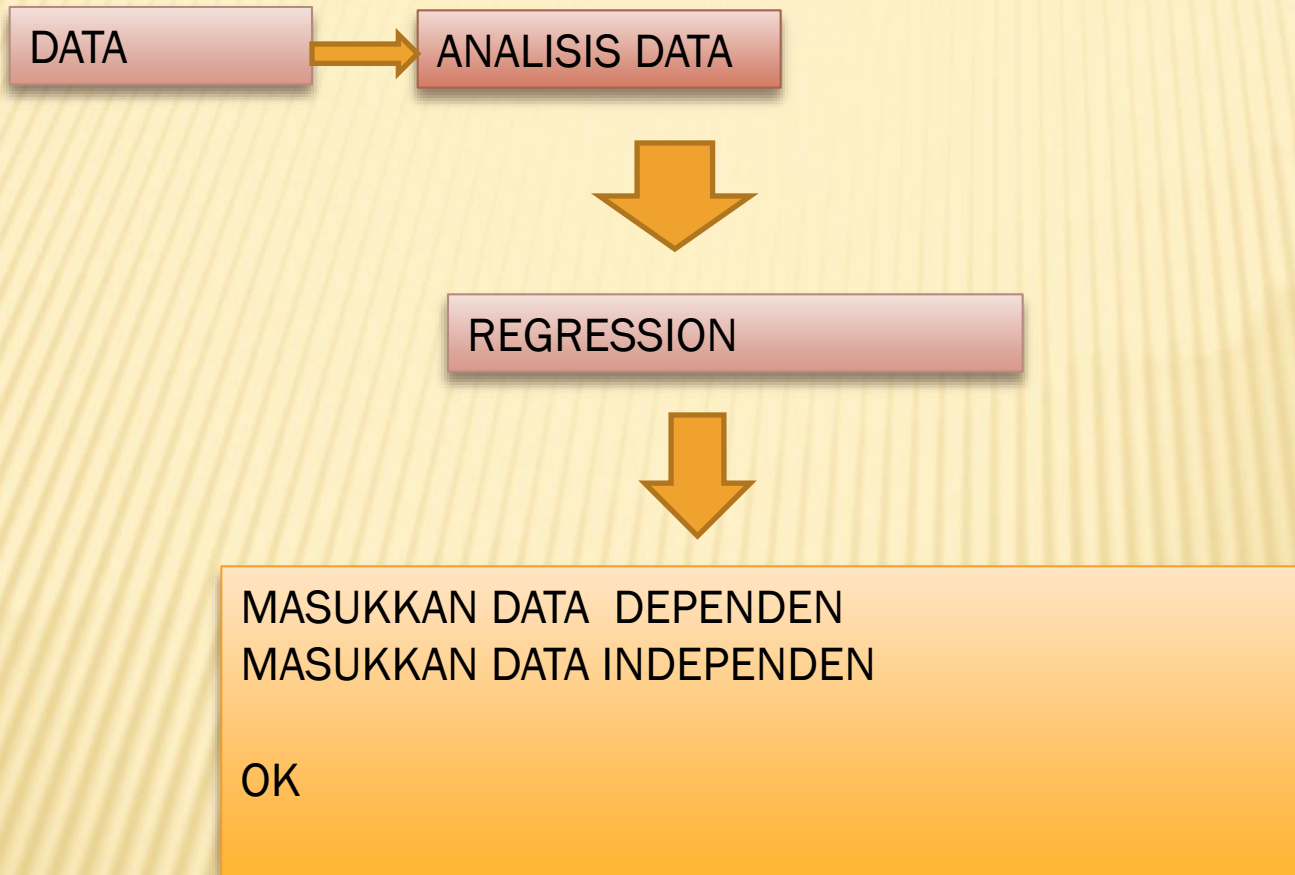 DATA
ANALISIS DATA
REGRESSION
MASUKKAN DATA DEPENDEN
MASUKKAN DATA INDEPENDEN
OK